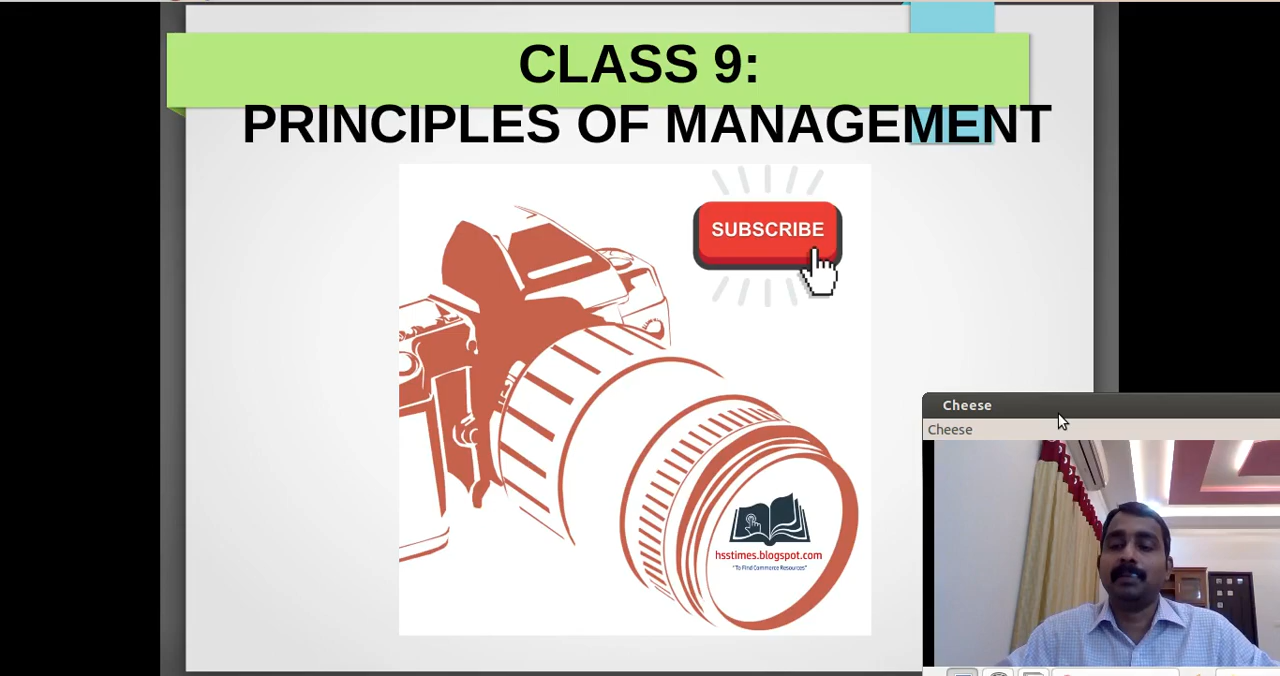 CLASS 9:
PRINCIPLES OF MANAGEMENT
SUBSCRIBE
Cheese
Cheese
hsstimes.blogspot.com
"To Find Commerce Resources"